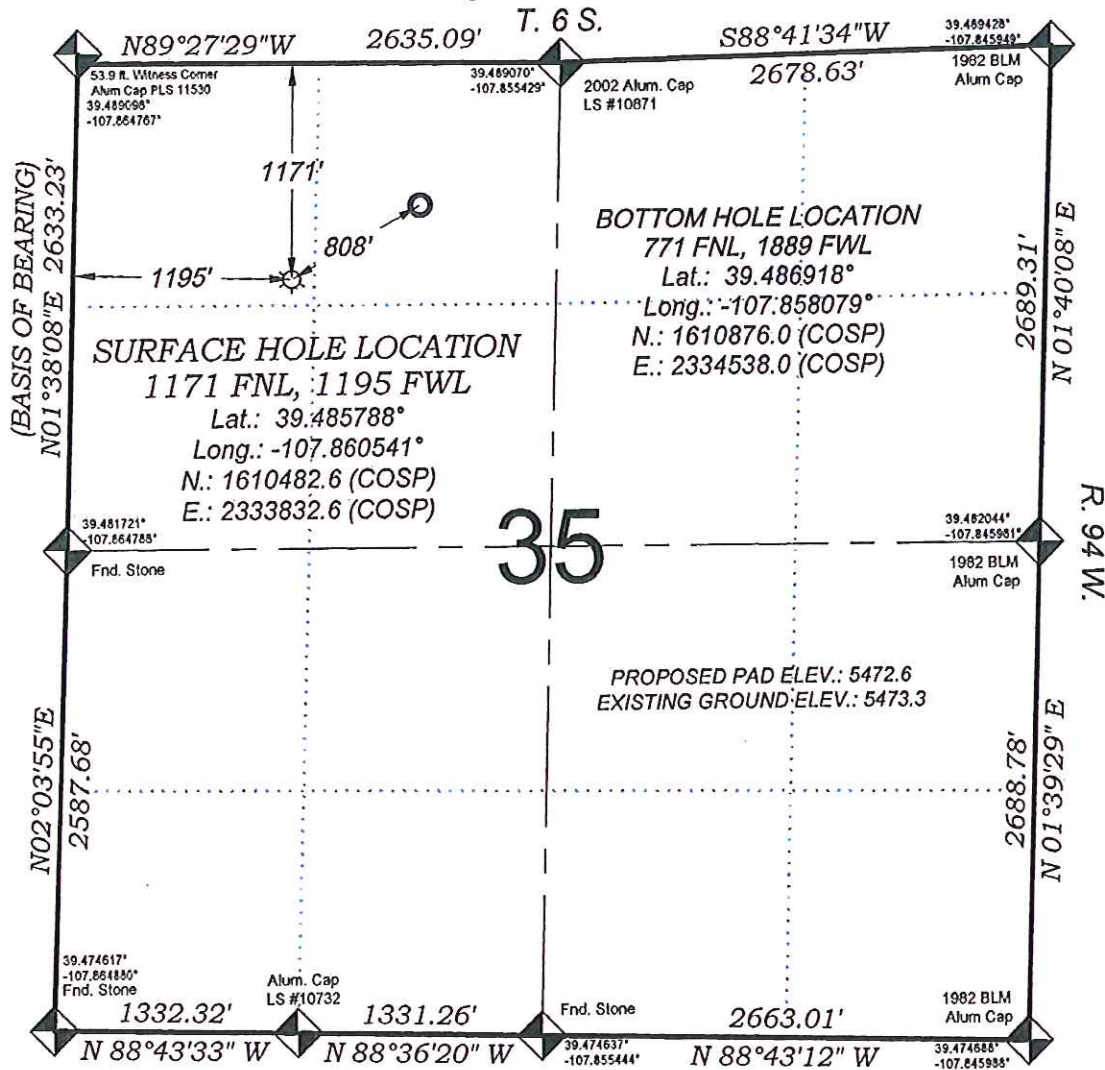 T. 6 S.
N89°27'29"W 2635.09'
S88°41'34"W
2678.63'
39.489428°
-107.845949°
1982 BLM
Alum Cap
53.9 ft. Witness Corner
Alum Cap PLS 11530
39.489098°
-107.864767°
39.489070°
-107.855429°
2002 Alum. Cap
LS #10871
(BASIS OF BEARING)
N01°38'08"E 2633.23'
1171'
808'
1195'
BOTTOM HOLE LOCATION
771 FNL, 1889 FWL
Lat.: 39.486918°
Long.: -107.858079°
N.: 1610876.0 (COSP)
E.: 2334538.0 (COSP)
2689.31'
N 01°40'08" E
SURFACE HOLE LOCATION
1171 FNL, 1195 FWL
Lat.: 39.485788°
Long.: -107.860541°
N.: 1610482.6 (COSP)
E.: 2333832.6 (COSP)
R. 94 W.
39.481721°
-107.864788°
Fnd. Stone
35
39.482044°
-107.845981°
1982 BLM
Alum Cap
PROPOSED PAD ELEV.: 5472.6
EXISTING GROUND ELEV.: 5473.3
N02°03'55"E
2587.68'
2688.78'
N 01°39'29" E
39.474617°
-107.864880°
Fnd. Stone
Alum. Cap
LS #10732
Fnd. Stone
1982 BLM
Alum Cap
1332.32'
1331.26'
2663.01'
N 88°43'33" W
N 88°36'20" W
39.474637°
-107.855444°
N 88°43'12" W
39.474688°
-107.845988°